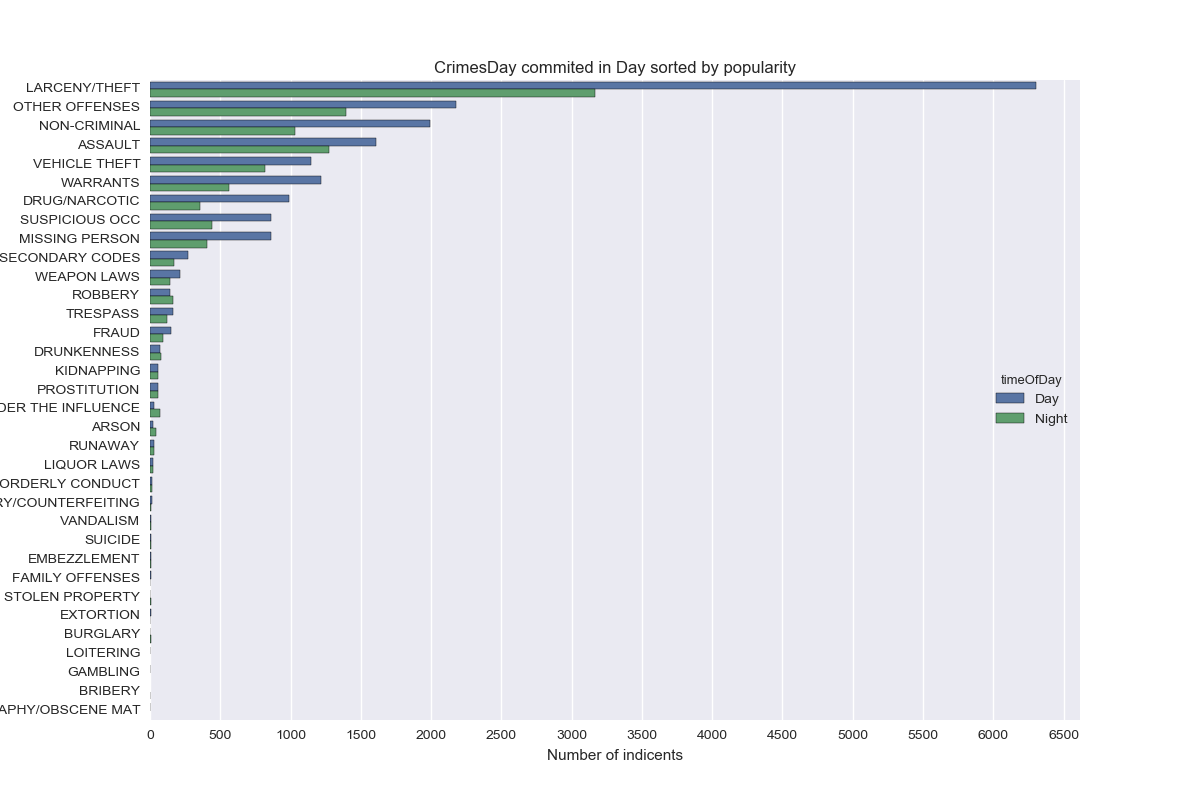 CrimesDay commited in Day sorted by popularity
LARCENY/THEFT
OTHER OFFENSES
NON-CRIMINAL
ASSAULT
VEHICLE THEFT
WARRANTS
DRUG/NARCOTIC
SUSPICIOUS OCC
MISSING PERSON
SECONDARY CODES
WEAPON LAWS
ROBBERY
TRESPASS
FRAUD
DRUNKENNESS
KIDNAPPING
PROSTITUTION
DER THE INFLUENCE
ARSON
RUNAWAY
LIQUOR LAWS
ORDERLY CONDUCT
RY/COUNTERFEITING
VANDALISM
SUICIDE
EMBEZZLEMENT
FAMILY OFFENSES
STOLEN PROPERTY
EXTORTION
BURGLARY
LOITERING
GAMBLING
BRIBERY
APHY/OBSCENE MAT
timeOfDay
Day
Night
0 500 1000 1500 2000 2500 3000 3500 4000 4500 5000 5500 6000 6500
Number of indicents